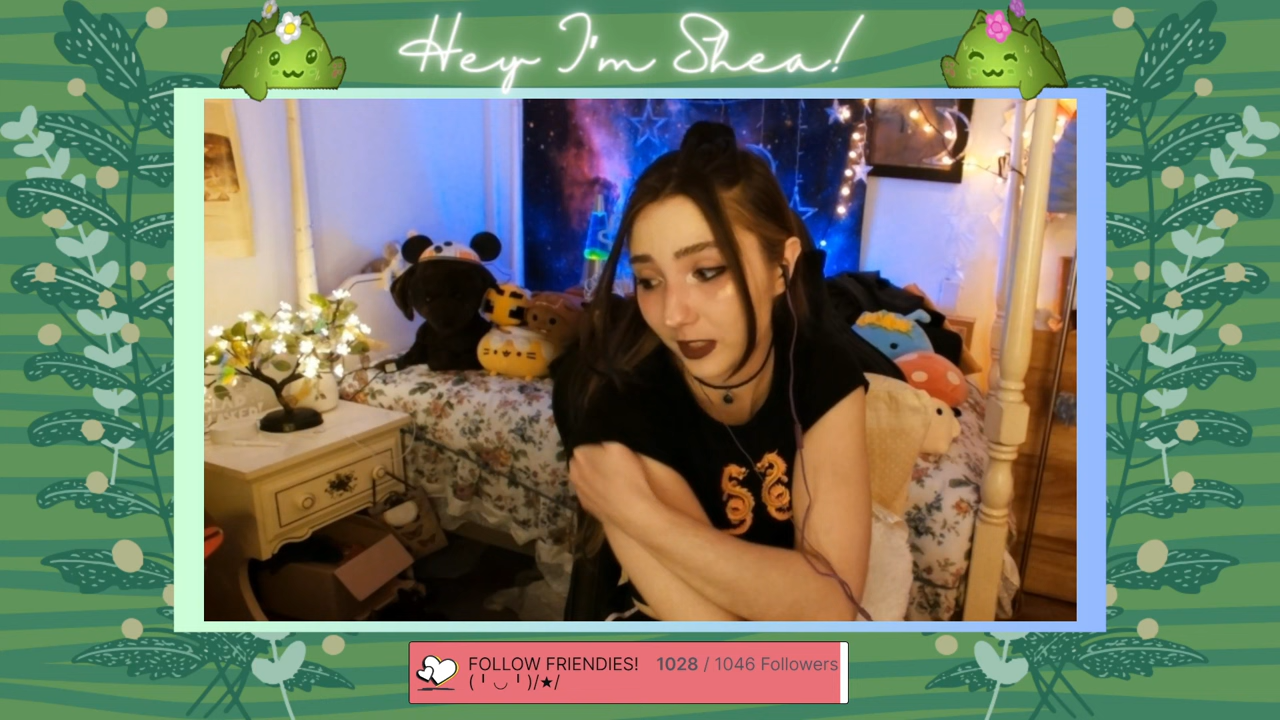 Hey I'm Shea!
FOLLOW FRIENDIES! 1028 / 1046 Followers
( ╹◡╹)/★/